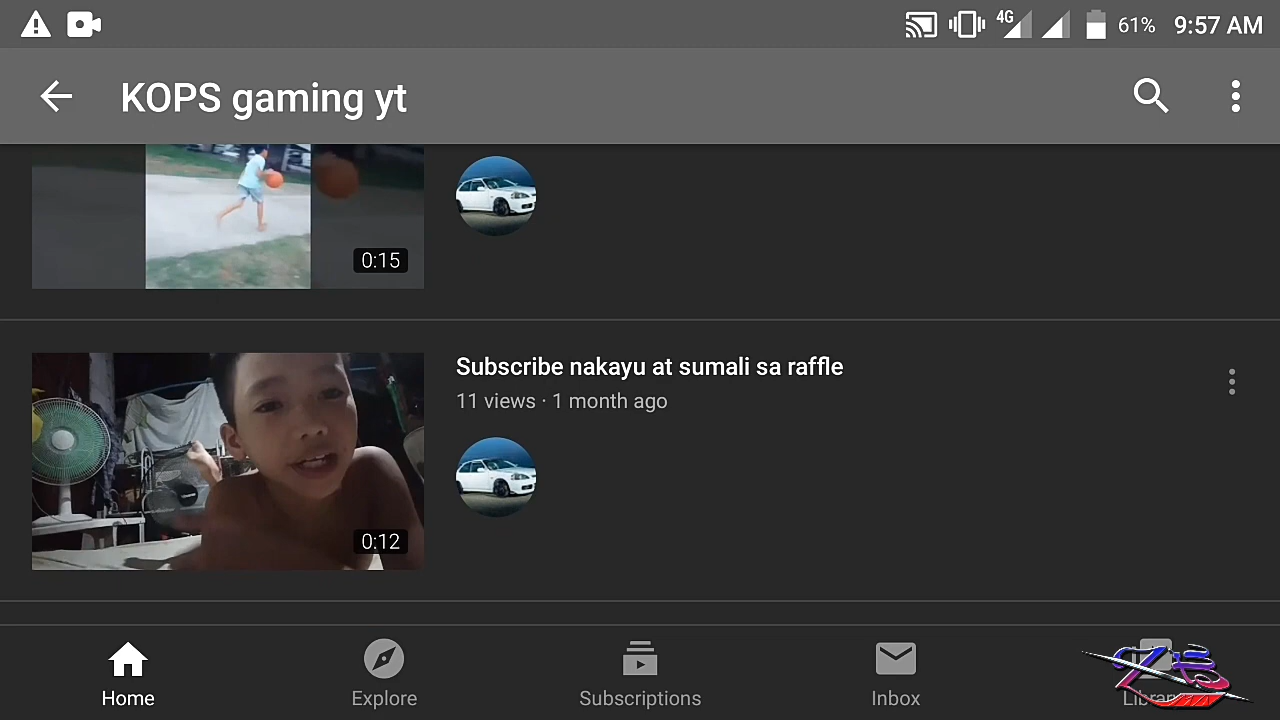 4G
61% 9:57 AM
KOPS gaming yt
0:15
Subscribe nakayu at sumali sa raffle
11 views · 1 month ago
0:12
Home
Explore
Subscriptions
Inbox